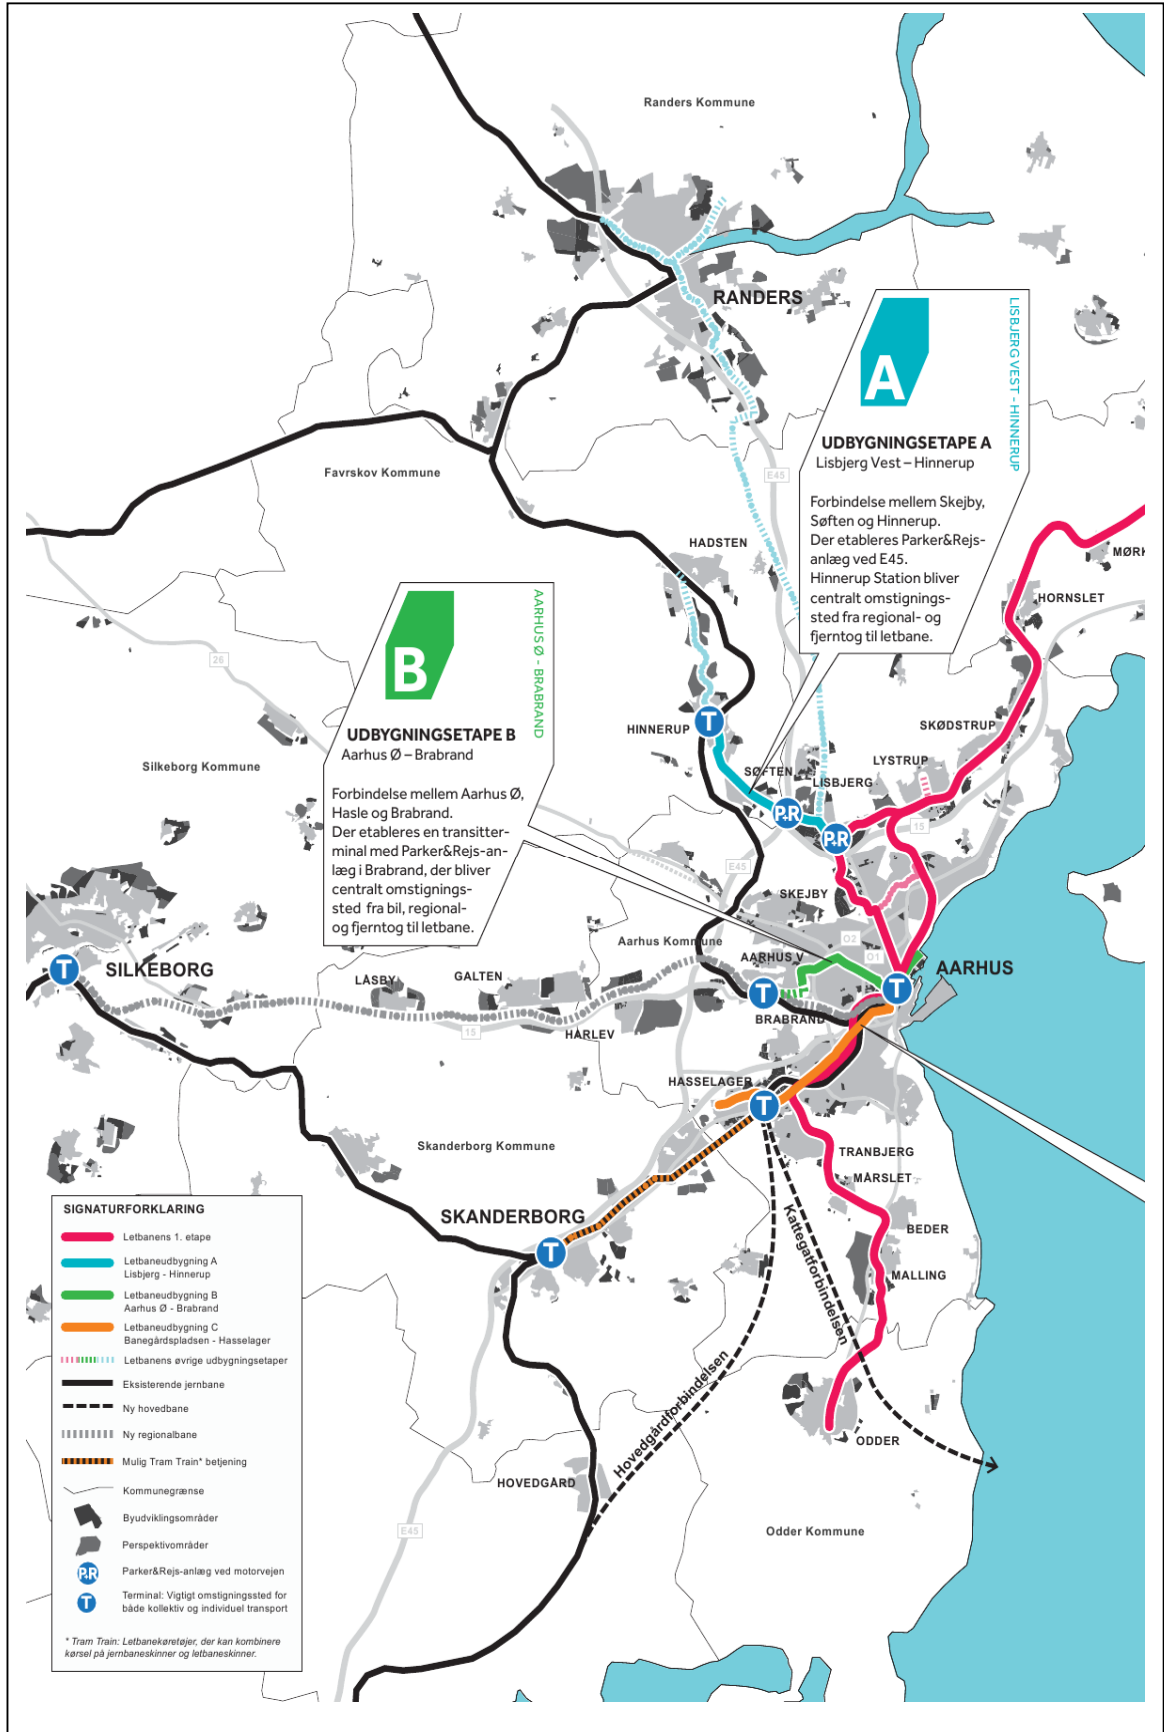 Randers Kommune
RANDERS
A
LISBJERG VEST - HINNERUP
UDBYGNINGSETAPE A
Lisbjerg Vest – Hinnerup
Forbindelse mellem Skejby,
Søften og Hinnerup.
Der etableres Parker&Rejs-
anlæg ved E45.
Hinnerup Station bliver
centralt omstignings-
sted fra regional- og
fjerntog til letbane.
Favrskov Kommune
E45
HADSTEN
MØRK
HORNSLET
B
AARHUS Ø - BRABRAND
UDBYGNINGSETAPE B
Aarhus Ø – Brabrand
Forbindelse mellem Aarhus Ø,
Hasle og Brabrand.
Der etableres en transitter-
minal med Parker&Rejs-an-
læg i Brabrand, der bliver
centralt omstignings-
sted fra bil, regional-
og fjerntog til letbane.
26
Silkeborg Kommune
T
HINNERUP
SKØDSTRUP
LYSTRUP
SØFTEN
LISBJERG
P+R
P+R
15
E45
SKEJBY
O2
O1
Aarhus Kommune
AARHUS V
T
AARHUS
T
SILKEBORG
LÅSBY
GALTEN
T
BRABRAND
15
HÅRLEV
HASSELAGER
T
Skanderborg Kommune
TRANBJERG
MÅRSLET
SKANDERBORG
T
BEDER
MALLING
Kattegatforbindelsen
Hovedgårdforbindelsen
ODDER
HOVEDGÅRD
E45
Odder Kommune
SIGNATURFORKLARING
Letbanens 1. etape
Letbaneudbygning A
Lisbjerg - Hinnerup
Letbaneudbygning B
Aarhus Ø - Brabrand
Letbaneudbygning C
Banegårdspladsen - Hasselager
Letbanens øvrige udbygningsetaper
Eksisterende jernbane
Ny hovedbane
Ny regionalbane
Mulig Tram Train* betjening
Kommunegrænse
Byudviklingsområder
Perspektivområder
P+R
Parker&Rejs-anlæg ved motorvejen
T
Terminal: Vigtigt omstigningssted for
både kollektiv og individuel transport
* Tram Train: Letbanekøretøjer, der kan kombinere
kørsel på jernbaneskinner og letbaneskinner.